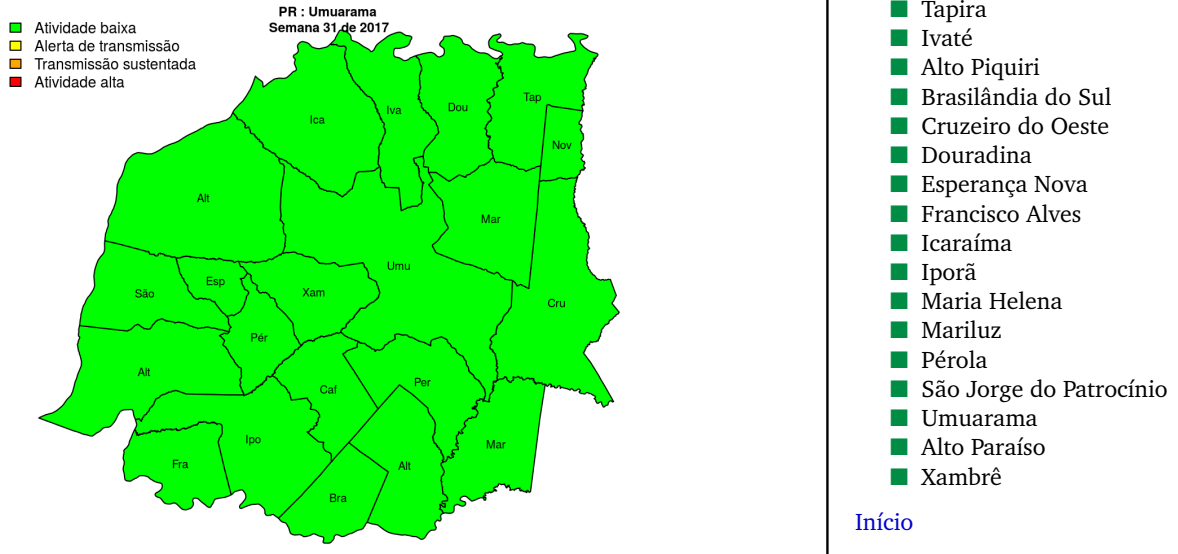 PR : Umuarama
Semana 31 de 2017
Atividade baixa
Alerta de transmissão
Transmissão sustentada
Atividade alta
Ica
Iva
Dou
Tap
Nov
Alt
Mar
Umu
Esp
São
Xam
Cru
Pér
Alt
Caf
Per
Ipo
Mar
Fra
Alt
Bra
Tapira
Ivaté
Alto Piquiri
Brasilândia do Sul
Cruzeiro do Oeste
Douradina
Esperança Nova
Francisco Alves
Icaraíma
Iporã
Maria Helena
Mariluz
Pérola
São Jorge do Patrocínio
Umuarama
Alto Paraíso
Xambrê
Início